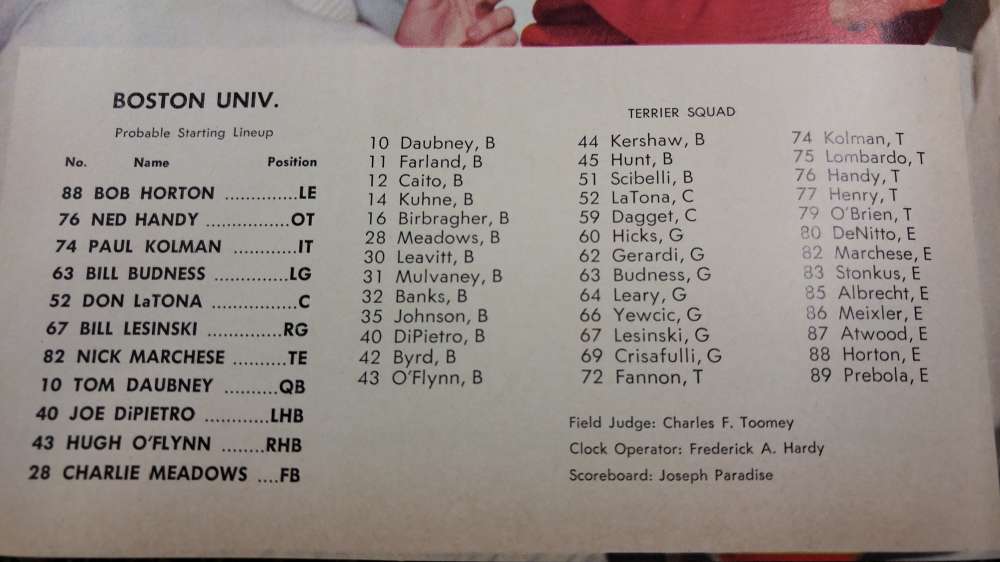 BOSTON UNIV.
Probable Starting Lineup
No. Name Position
88 BOB HORTON ..............LE
76 NED HANDY ................OT
74 PAUL KOLMAN ............IT
63 BILL BUDNESS ..............LG
52 DON LaTONA ................C
67 BILL LESINSKI ..............RG
82 NICK MARCHESE ..........TE
10 TOM DAUBNEY ..........QB
40 JOE DiPIETRO ............LHB
43 HUGH O'FLYNN ........RHB
28 CHARLIE MEADOWS ....FB
TERRIER SQUAD
10 Daubney, B
11 Farland, B
12 Caito, B
14 Kuhne, B
16 Birbragher, B
28 Meadows, B
30 Leavitt, B
31 Mulvaney, B
32 Banks, B
35 Johnson, B
40 DiPietro, B
42 Byrd, B
43 O'Flynn, B
44 Kershaw, B
45 Hunt, B
51 Scibelli, B
52 LaTona, C
59 Dagget, C
60 Hicks, G
62 Gerardi, G
63 Budness, G
64 Leary, G
66 Yewcic, G
67 Lesinski, G
69 Crisafulli, G
72 Fannon, T
74 Kolman, T
75 Lombardo, T
76 Handy, T
77 Henry, T
79 O'Brien, T
80 DeNitto, E
82 Marchese, E
83 Stonkus, E
85 Albrecht, E
86 Meixler, E
87 Atwood, E
88 Horton, E
89 Prebola, E
Field Judge: Charles F. Toomey
Clock Operator: Frederick A. Hardy
Scoreboard: Joseph Paradise